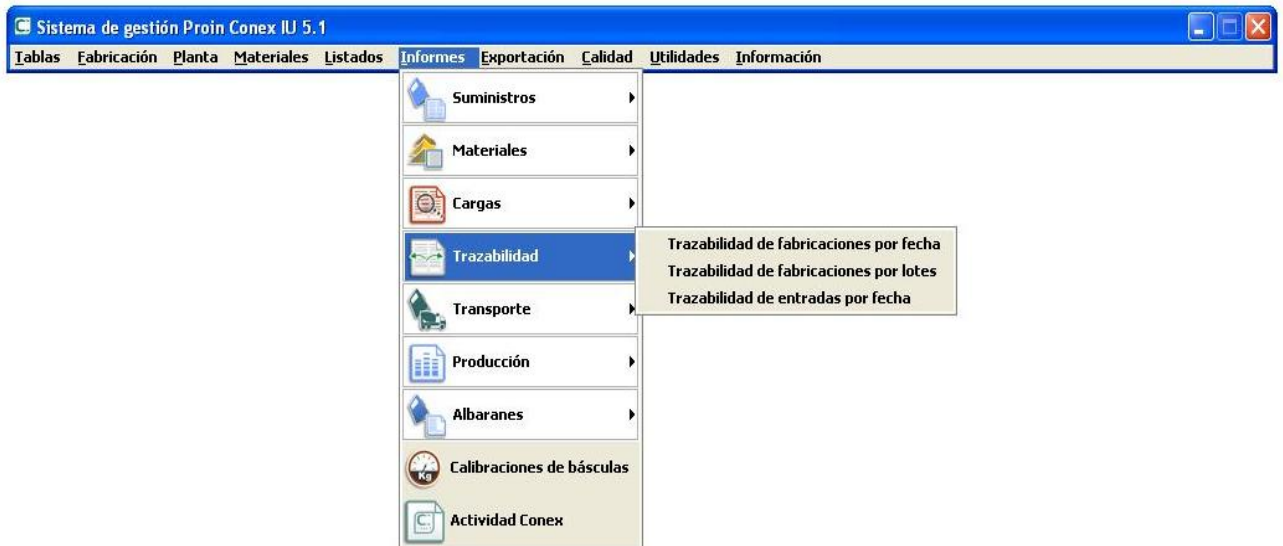 Sistema de gestión Proin Conex IU 5.1
Tablas Fabricación Planta Materiales Listados Informes Exportación Calidad Utilidades Información
Suministros
Materiales
Cargas
Trazabilidad
Trazabilidad de fabricaciones por fecha
Trazabilidad de fabricaciones por lotes
Trazabilidad de entradas por fecha
Transporte
Producción
Albaranes
Kg
Calibraciones de básculas
Actividad Conex